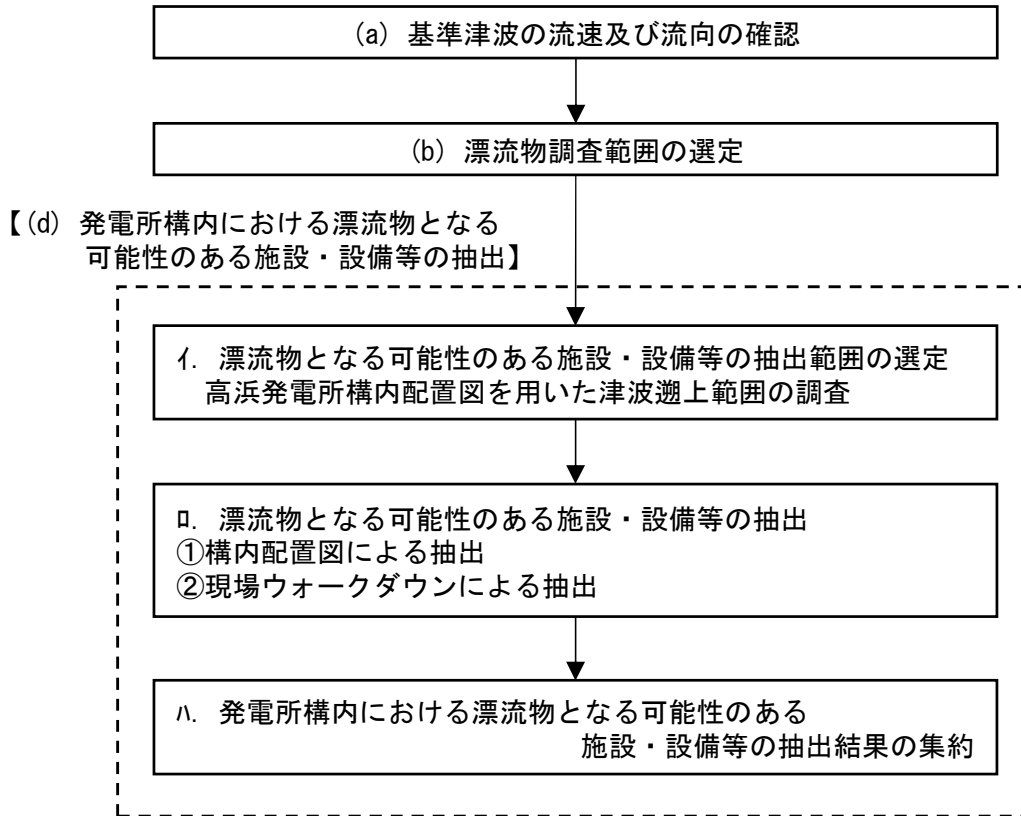 (a) 基準津波の流速及び流向の確認
(b) 漂流物調査範囲の選定
【(d) 発電所構内における漂流物となる
可能性のある施設・設備等の抽出】
ｲ. 漂流物となる可能性のある施設・設備等の抽出範囲の選定
高浜発電所構内配置図を用いた津波遡上範囲の調査
ﾛ. 漂流物となる可能性のある施設・設備等の抽出
①構内配置図による抽出
②現場ウォークダウンによる抽出
ﾊ. 発電所構内における漂流物となる可能性のある
施設・設備等の抽出結果の集約